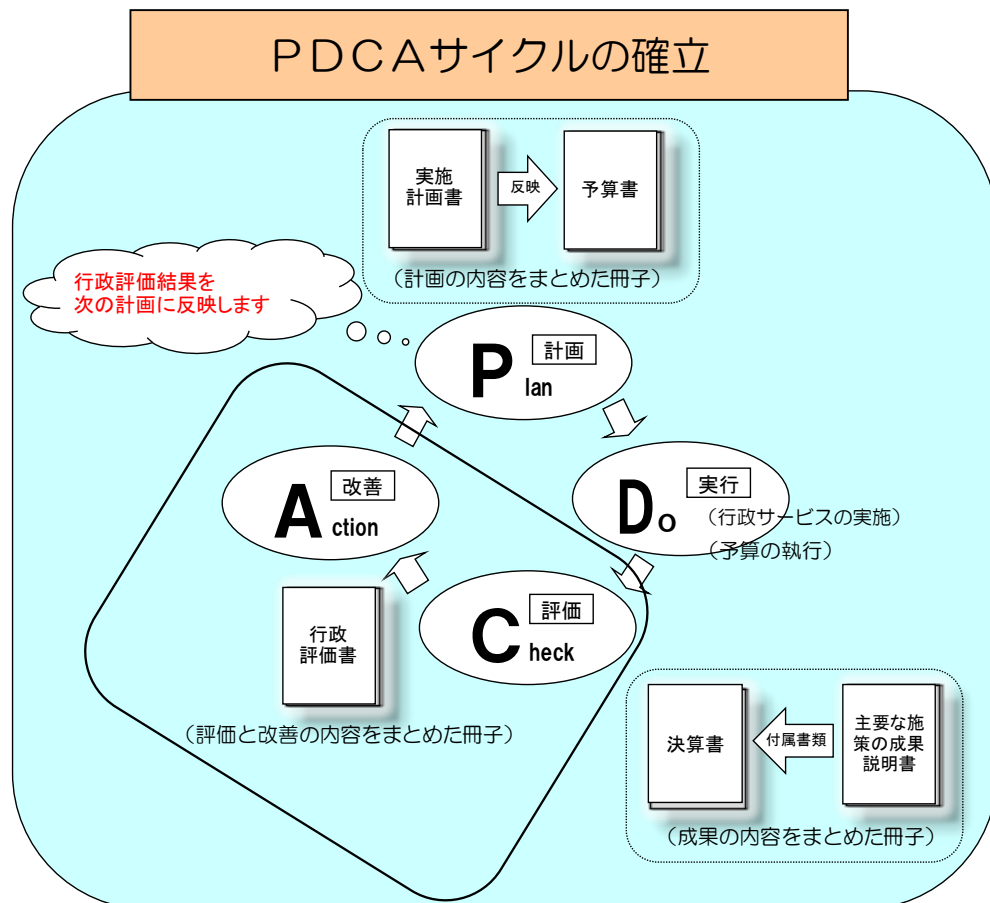 PDCAサイクルの確立
実施
計画書
反映
予算書
(計画の内容をまとめた冊子)
行政評価結果を
次の計画に反映します
Plan
計画
Action
改善
Do
実行
(行政サービスの実施)
(予算の執行)
Check
評価
行政
評価書
(評価と改善の内容をまとめた冊子)
決算書
付属書類
主要な施
策の成果
説明書
(成果の内容をまとめた冊子)